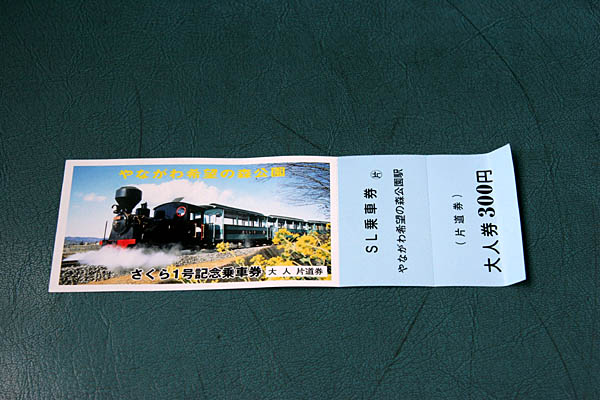 やながわ希望の森公園
さくら1号記念乗車券 大人 片道券
SL乗車券 ㊐
やながわ希望の森公園駅
(片道券)
大人券 300円